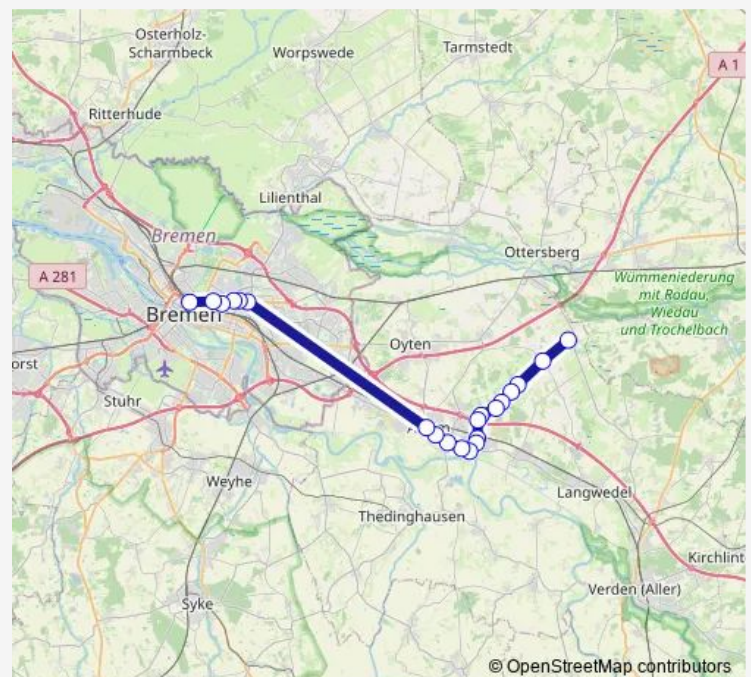 Osterholz-
Scharmbeck
Worpswede
Tarmstedt
A 1
Ritterhude
Lilienthal
Bremen
Ottersberg
A 281
Wümmeniederung
mit Rodau,
Wiedau
und Trochelbach
Bremen
Oyten
orst
Stuhr
Weyhe
Langwedel
Thedinghausen
Kirchlint
Verden (Aller)
Syke
© OpenStreetMap contributors